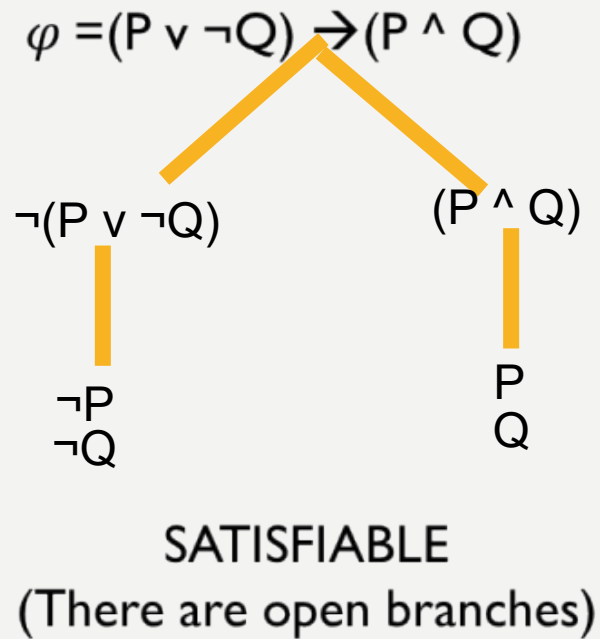 φ =(P v ¬Q) → (P ^ Q)
¬(P v ¬Q)
(P ^ Q)
¬P
¬Q
P
Q
SATISFIABLE
(There are open branches)